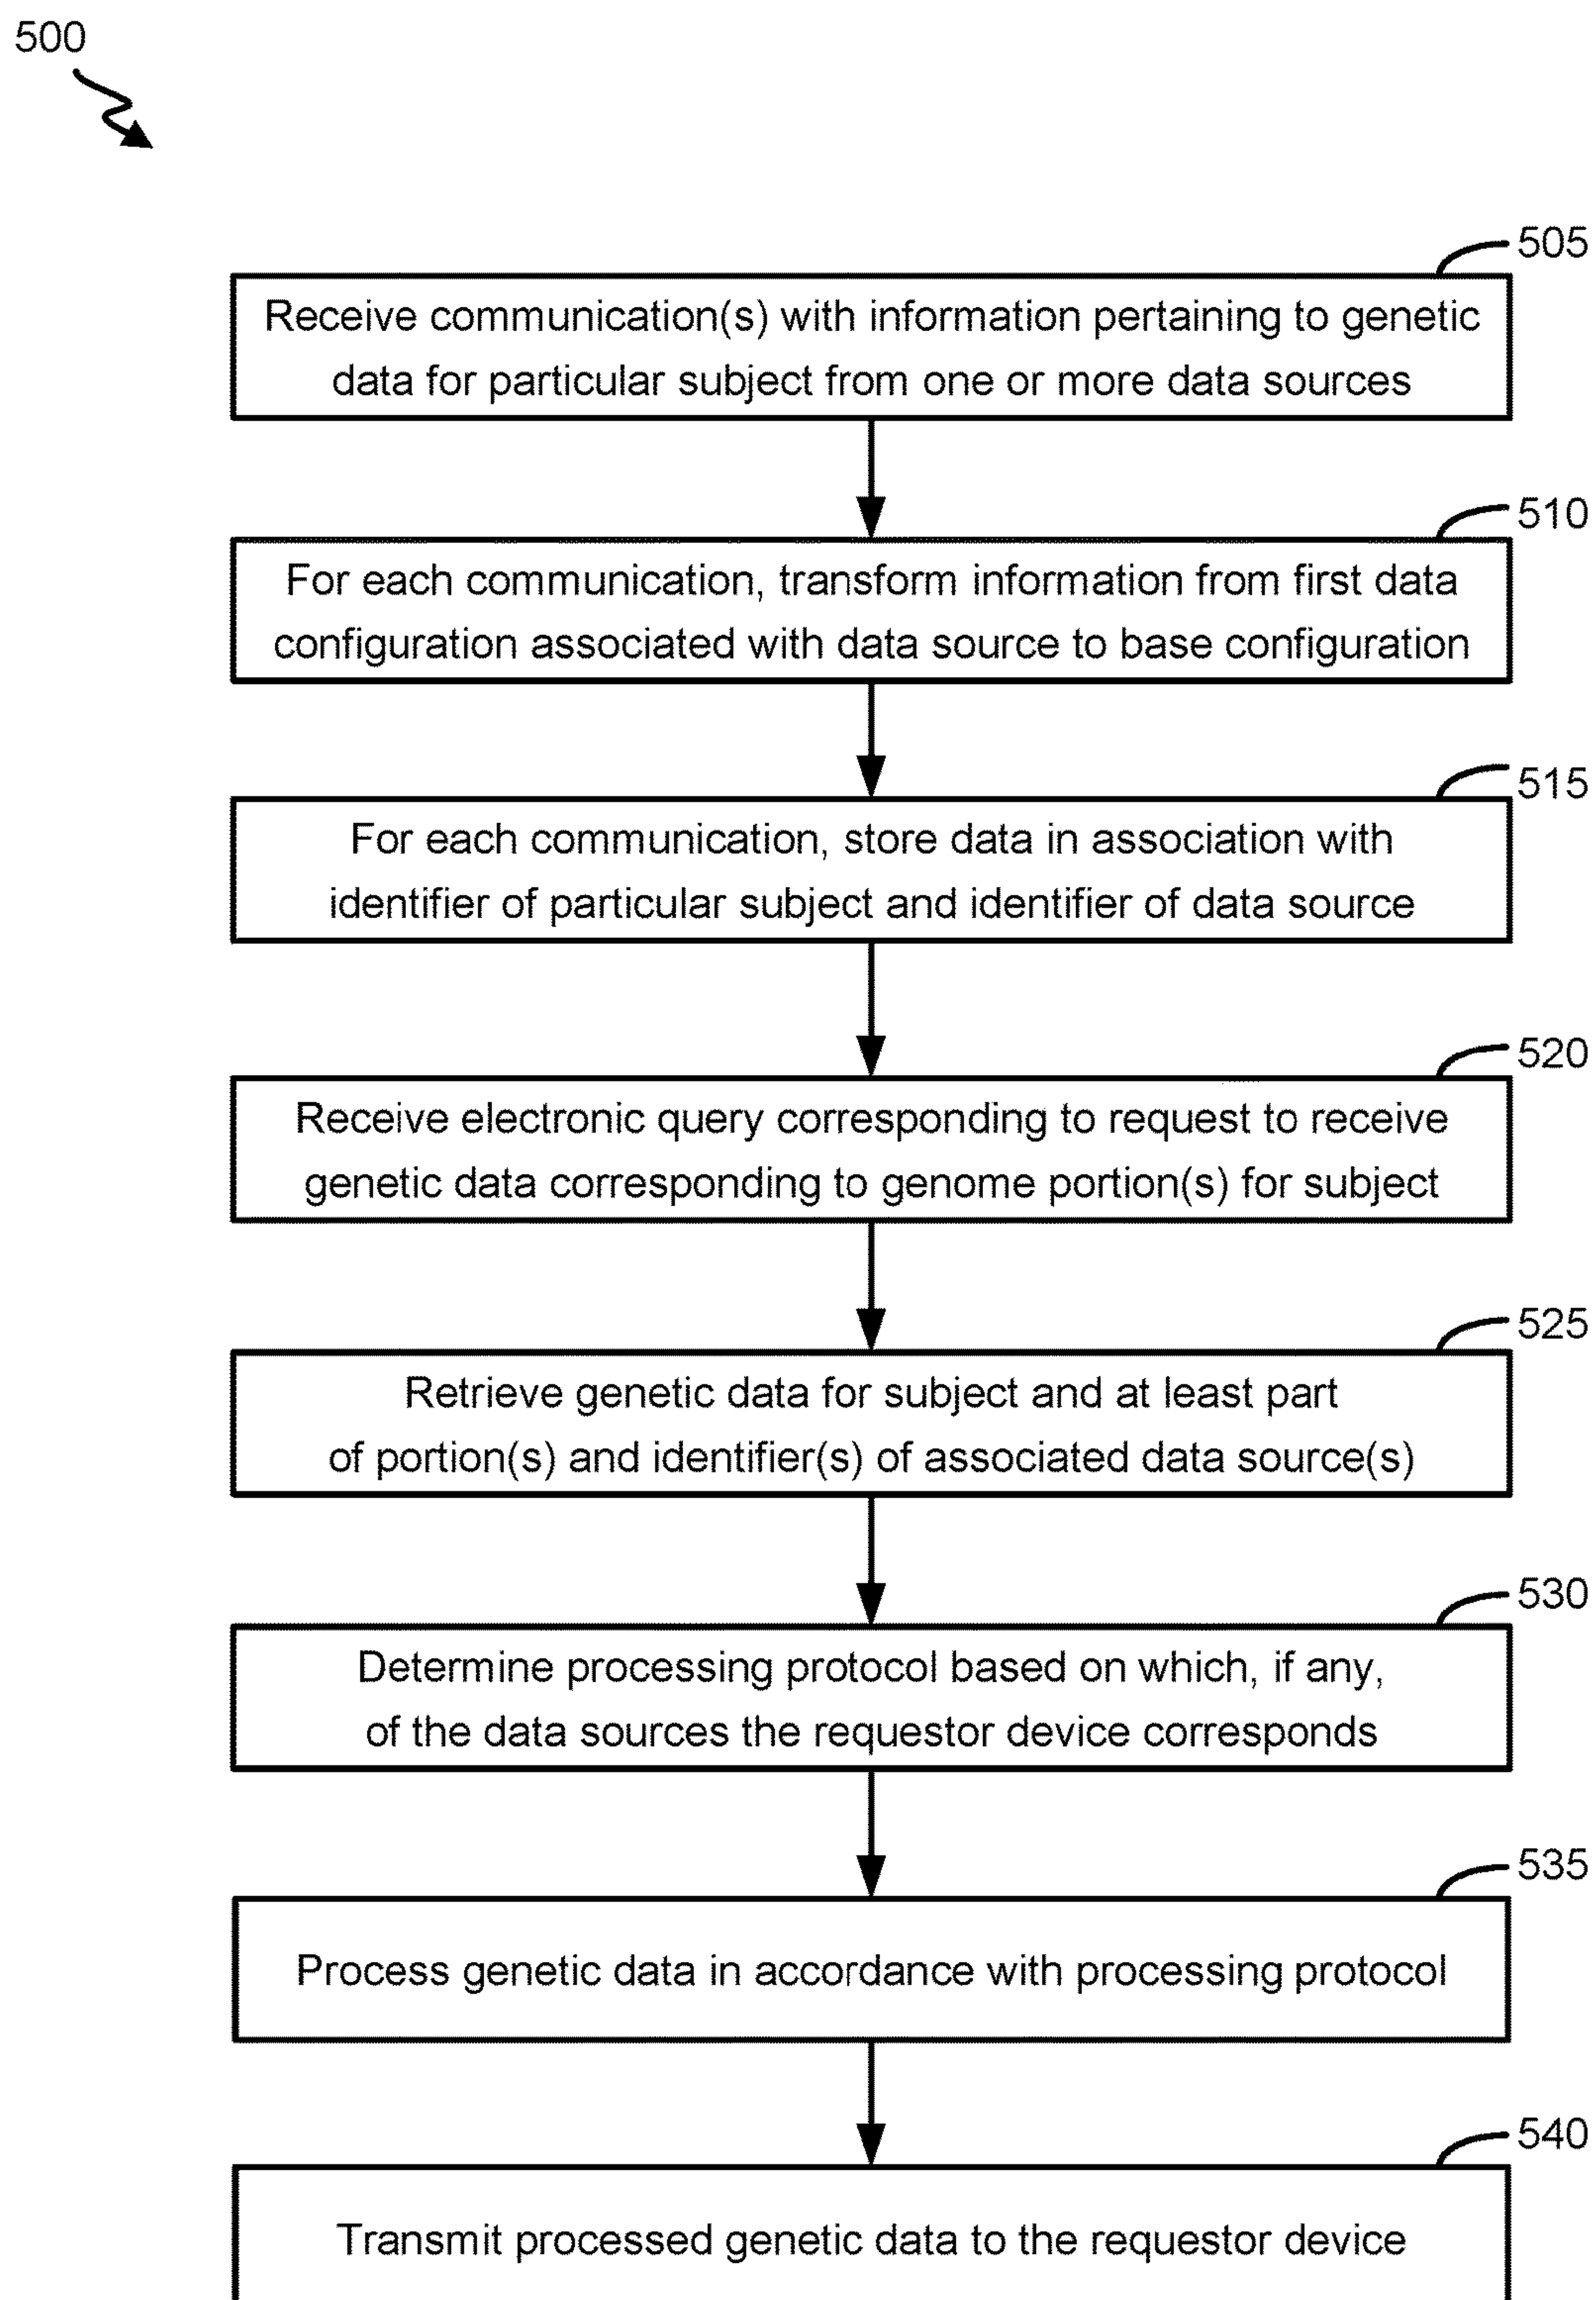 500
505
Receive communication(s) with information pertaining to genetic
data for particular subject from one or more data sources
510
For each communication, transform information from first data
configuration associated with data source to base configuration
515
For each communication, store data in association with
identifier of particular subject and identifier of data source
520
Receive electronic query corresponding to request to receive
genetic data corresponding to genome portion(s) for subject
525
Retrieve genetic data for subject and at least part
of portion(s) and identifier(s) of associated data source(s)
530
Determine processing protocol based on which, if any,
of the data sources the requestor device corresponds
535
Process genetic data in accordance with processing protocol
540
Transmit processed genetic data to the requestor device